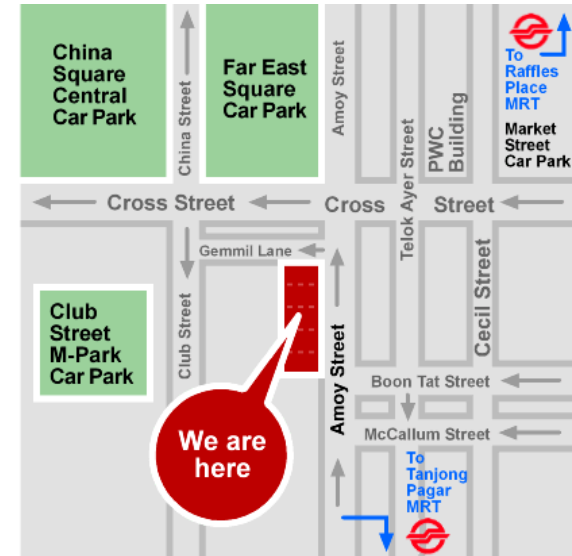 China
Square
Central
Car Park
China Street
Far East
Square
Car Park
Amoy Street
Telok Ayer Street
PWC
Building
To
Raffles
Place
MRT
Market
Street
Car Park
Cross Street
Cross Street
Gemmil Lane
Cecil Street
Club
Street
M-Park
Car Park
Club Street
Amoy Street
Boon Tat Street
We are
here
McCallum Street
To
Tanjong
Pagar
MRT